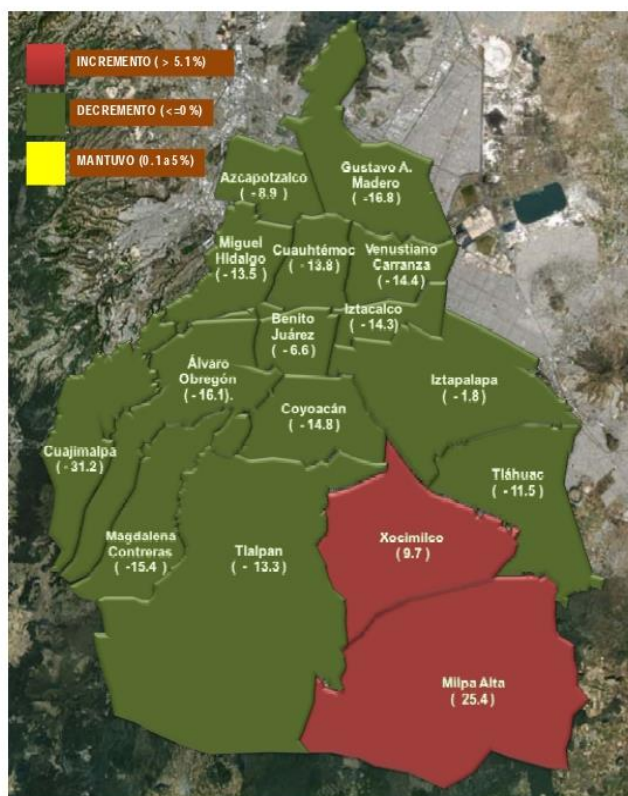 INCREMENTO ( > 5.1%)
DECREMENTO (<=0%)
MANTUVO (0.1 a 5%)
Azcapotzalco
( -8.9 )
Gustavo A.
Madero
( -16.8 )
Miguel
Hidalgo
( -13.5 )
Cuauhtémoc
( -13.8 )
Venustiano
Carranza
( -14.4 )
Iztacalco
( -14.3)
Benito
Juárez
( -6.6 )
Álvaro
Obregón
( -16.1).
Iztapalapa
( -1.8 )
Coyoacán
( -14.8 )
Cuajimalpa
( -31.2 )
Tláhuac
( -11.5 )
Magdalena
Contreras
( -15.4 )
Tlalpan
( - 13.3 )
Xocimilco
( 9.7 )
Milpa Alta
( 25.4 )